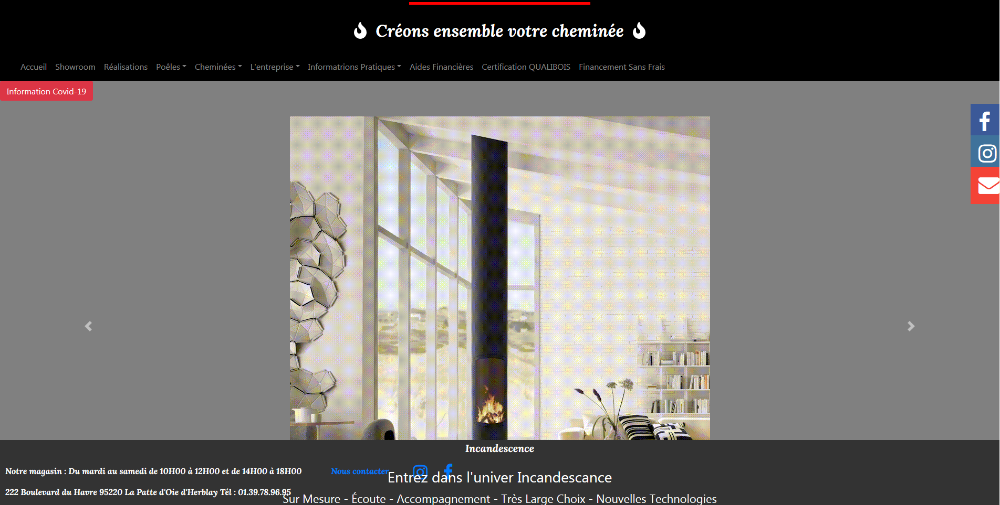 Créons ensemble votre cheminée
Accueil Showroom Réalisations Poêles Cheminées L'entreprise Informatrions Pratiques Aides Financières Certification QUALIBOIS Financement Sans Frais
Information Covid-19
Incandescence
Notre magasin : Du mardi au samedi de 10H00 à 12H00 et de 14H00 à 18H00 Nous contacter
Entrez dans l'univer Incandescance
222 Boulevard du Havre 95220 La Patte d'Oie d'Herblay Tél : 01.39.78.96.95
Sur Mesure - Écoute - Accompagnement - Très Large Choix - Nouvelles Technologies